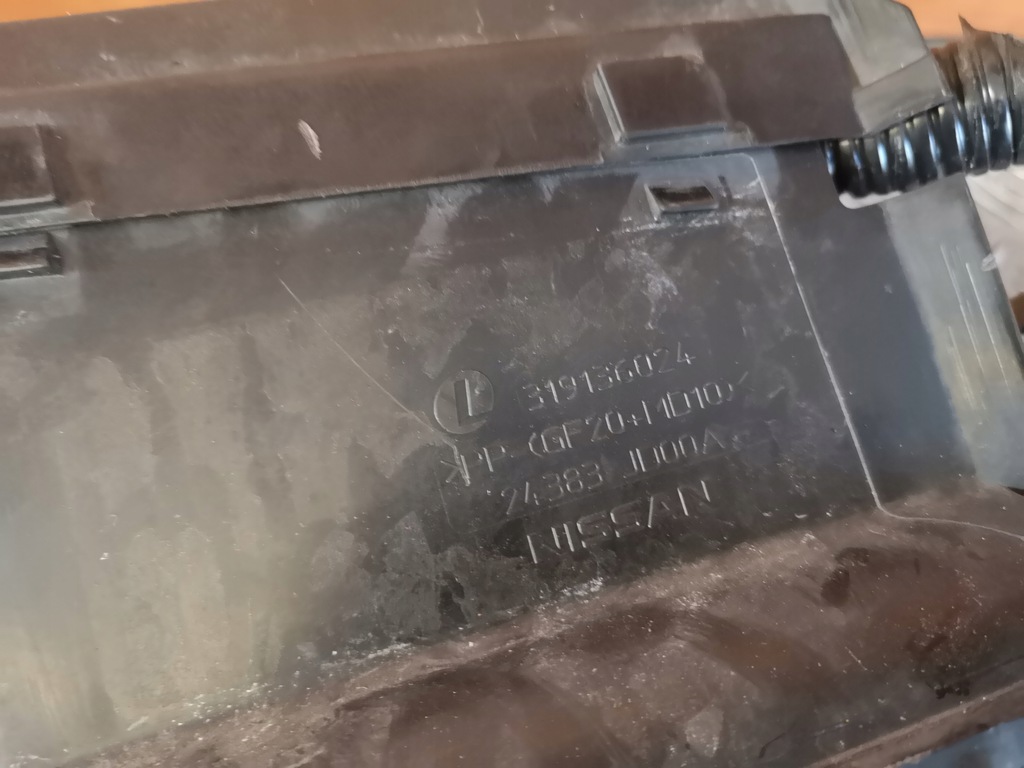 L 319136024
>PP-(GF20+MD10)<
24383 JD00A
NISSAN